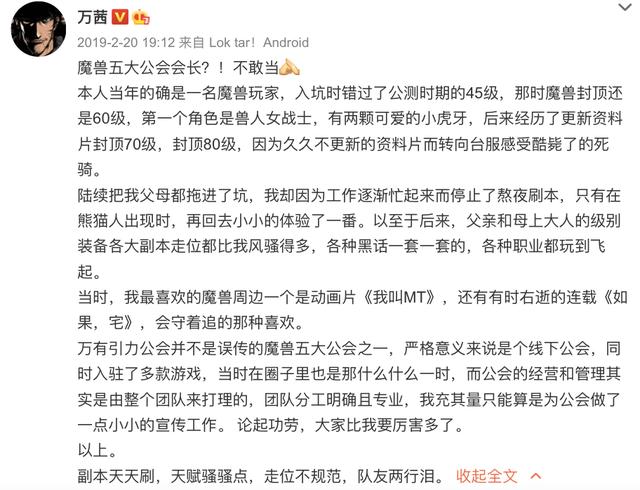 万茜
2019-2-20 19:12 来自 Lok tar！Android
魔兽五大公会会长？！不敢当
本人当年的确是一名魔兽玩家，入坑时错过了公测时期的45级，那时魔兽封顶还
是60级，第一个角色是兽人女战士，有两颗可爱的小虎牙，后来经历了更新资料
片封顶70级，封顶80级，因为久久不更新的资料片而转向台服感受酷毙了的死
骑。
陆续把我父母都拖进了坑，我却因为工作逐渐忙起来而停止了熬夜刷本，只有在
熊猫人出现时，再回去小小的体验了一番。以至于后来，父亲和母上大人的级别
装备各大副本走位都比我风骚得多，各种黑话一套一套的，各种职业都玩到飞
起。
当时，我最喜欢的魔兽周边一个是动画片《我叫MT》，还有有时右逝的连载《如
果，宅》，会守着追的那种喜欢。
万有引力公会并不是误传的魔兽五大公会之一，严格意义来说是个线下公会，同
时入驻了多款游戏，当时在圈子里也是那什么什么一时，而公会的经营和管理其
实是由整个团队来打理的，团队分工明确且专业，我充其量只能算是为公会做了
一点小小的宣传工作。 论起功劳，大家比我要厉害多了。
以上。
副本天天刷，天赋骚骚点，走位不规范，队友两行泪。 收起全文